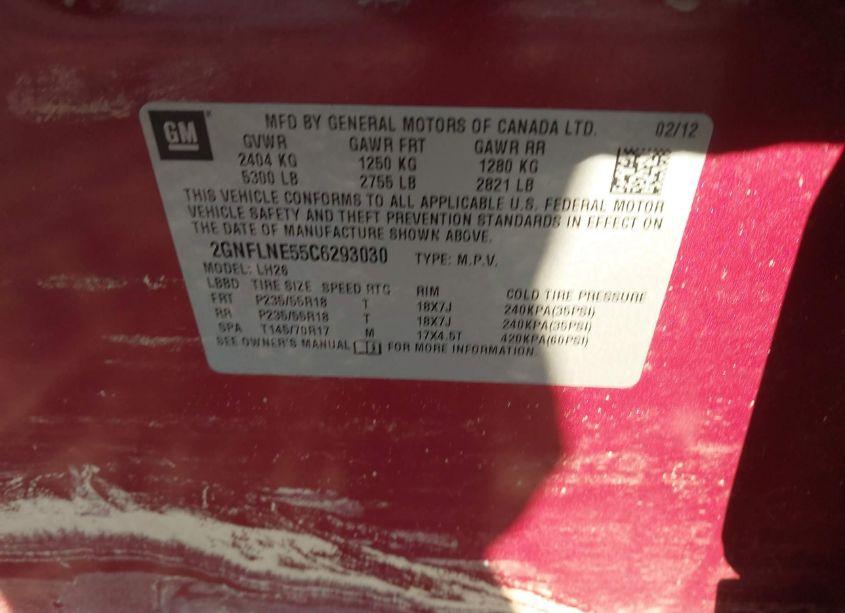 GM MFD BY GENERAL MOTORS OF CANADA LTD. 02/12
GVWR GAWR FRT GAWR RR
2404 KG 1250 KG 1280 KG
5300 LB 2755 LB 2821 LB
THIS VEHICLE CONFORMS TO ALL APPLICABLE U.S. FEDERAL MOTOR
VEHICLE SAFETY AND THEFT PREVENTION STANDARDS IN EFFECT ON
THE DATE OF MANUFACTURE SHOWN ABOVE.
2GNFLNE55C6293030 TYPE: M.P.V.
MODEL: LH26
LBBD TIRE SIZE SPEED RTG RIM COLD TIRE PRESSURE
FRT P235/55R18 T 18X7J 240KPA(35PSI)
RR P235/55R18 T 18X7J 240KPA(35PSI)
SPA T145/70R17 M 17X4.5T 420KPA(60PSI)
SEE OWNER'S MANUAL FOR MORE INFORMATION.